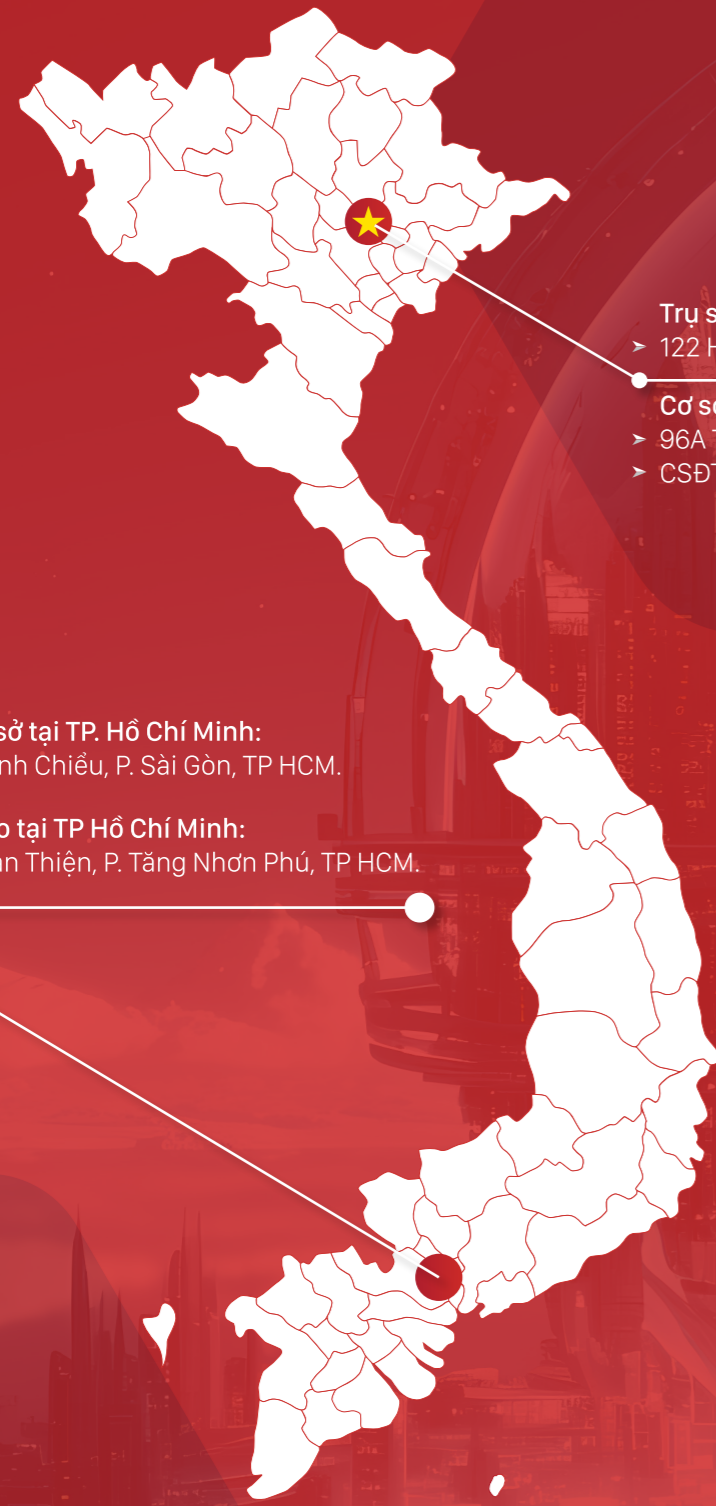 Trụ s
➢ 122 H
Cơ sở
➢ 96A T
➢ CSĐT
sở tại TP. Hồ Chí Minh:
nh Chiểu, P. Sài Gòn, TP HCM.
o tại TP Hồ Chí Minh:
an Thiện, P. Tăng Nhơn Phú, TP HCM.